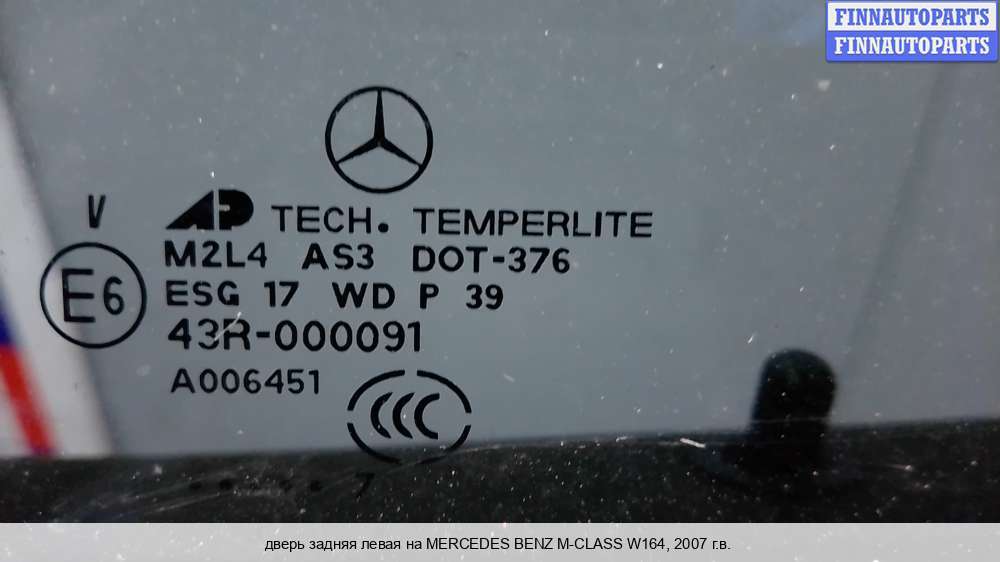 FINNAUTOPARTS
FINNAUTOPARTS
V
AP TECH. TEMPERLITE
M2L4 AS3 DOT-376
E6
ESG 17 WD P 39
43R-000091
A006451
CCC
..... 7
дверь задняя левая на MERCEDES BENZ M-CLASS W164, 2007 г.в.